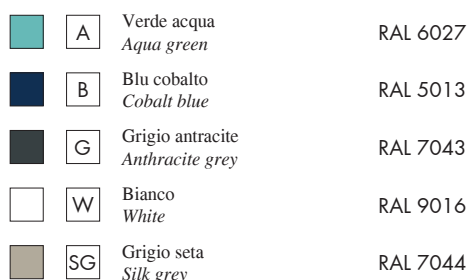 A Verde acqua RAL 6027
Aqua green
B Blu cobalto RAL 5013
Cobalt blue
G Grigio antracite RAL 7043
Anthracite grey
W Bianco RAL 9016
White
SG Grigio seta RAL 7044
Silk grey